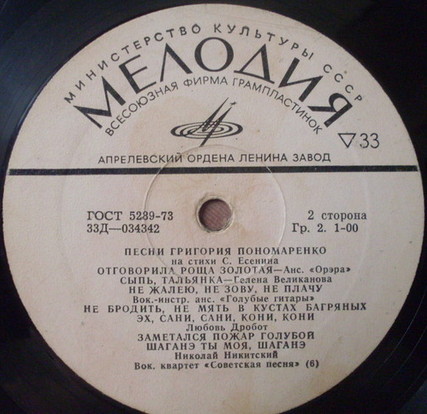 МИНИСТЕРСТВО КУЛЬТУРЫ СССР
МЕЛОДИЯ
ВСЕСОЮЗНАЯ ФИРМА ГРАМПЛАСТИНОК
▽33
АПРЕЛЕВСКИЙ ОРДЕНА ЛЕНИНА ЗАВОД
ГОСТ 5289-73
33Д—034342
2 сторона
Гр. 2. 1-00
ПЕСНИ ГРИГОРИЯ ПОНОМАРЕНКО
на стихи С. Есенина
ОТГОВОРИЛА РОЩА ЗОЛОТАЯ—Анс. «Орэра»
СЫПЬ, ТАЛЬЯНКА—Гелена Великанова
НЕ ЖАЛЕЮ, НЕ ЗОВУ, НЕ ПЛАЧУ
Вок.-инстр. анс. «Голубые гитары»
НЕ БРОДИТЬ, НЕ МЯТЬ В КУСТАХ БАГРЯНЫХ
ЭХ, САНИ, САНИ, КОНИ, КОНИ
Любовь Дробот
ЗАМЕТАЛСЯ ПОЖАР ГОЛУБОЙ
ШАГАНЭ ТЫ МОЯ, ШАГАНЭ
Николай Никитский
Вок. квартет «Советская песня» (6)